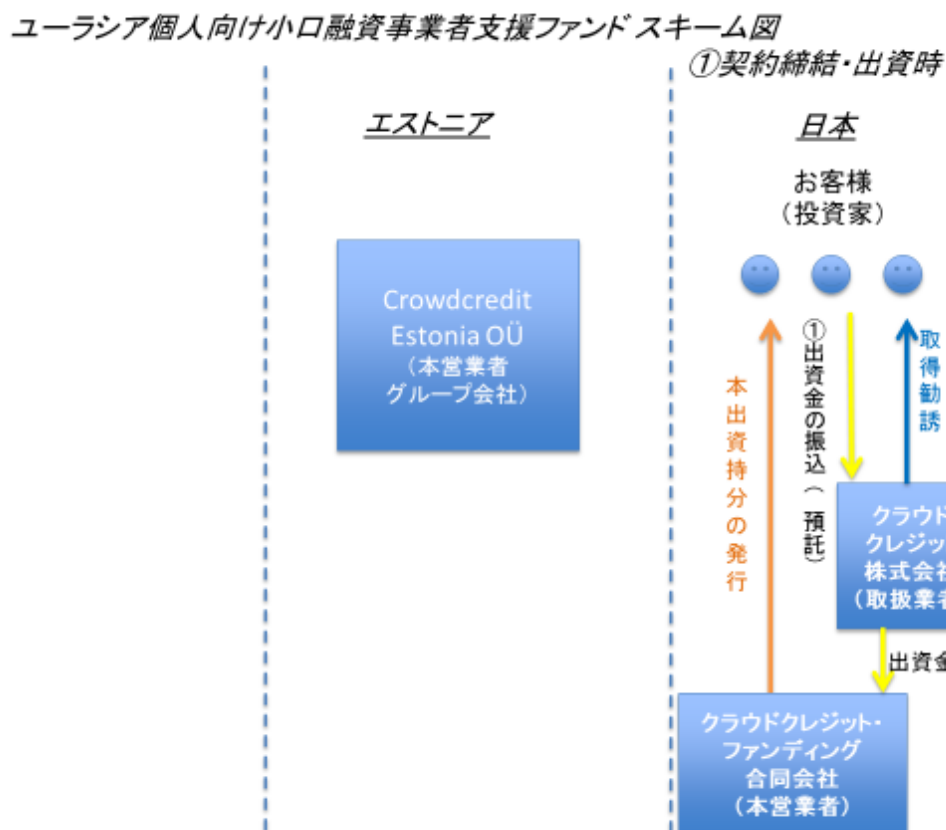 ユーラシア個人向け小口融資事業者支援ファンド スキーム図
①契約締結・出資時
エストニア
日本
お客様
（投資家）
Crowdcredit
Estonia OÜ
（本営業者
グループ会社）
本出資持分の発行
①出資金の振込（預託）
取得勧誘
クラウド
クレジッ
株式会社
（取扱業者
出資金
クラウドクレジット・
ファンディング
合同会社
（本営業者）